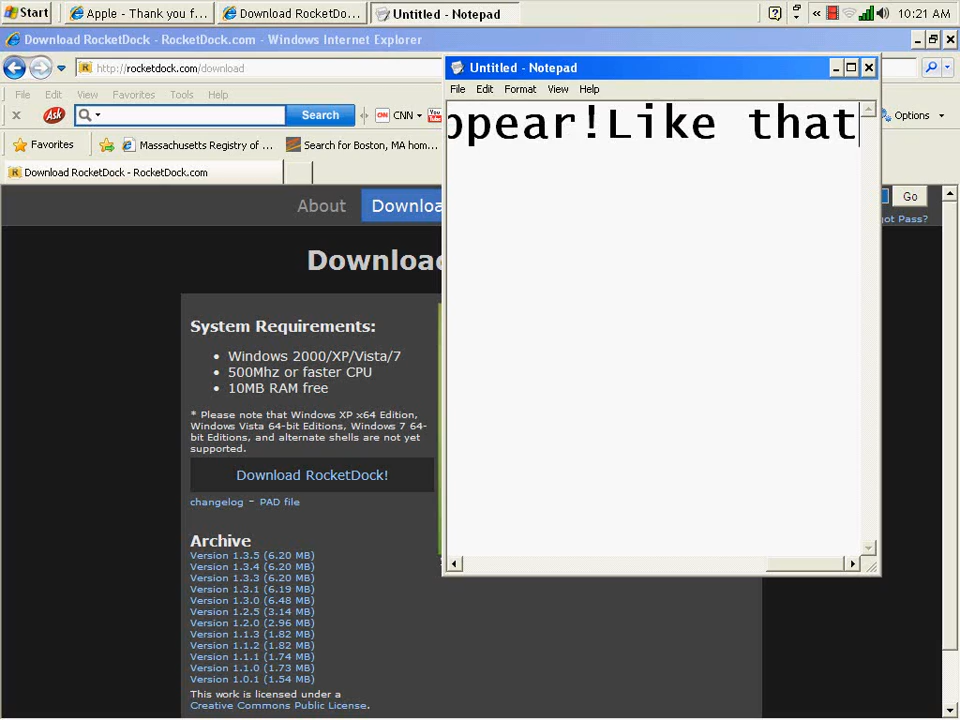 Start
Apple - Thank you f...
Download RocketDo...
Untitled - Notepad
10:21 AM
Download RocketDock - RocketDock.com - Windows Internet Explorer
http://rocketdock.com/download
File Edit View Favorites Tools Help
Ask
Search
CNN
You
Options
Favorites
Massachusetts Registry of ...
Search for Boston, MA hom...
Download RocketDock - RocketDock.com
About
Downloa
Go
got Pass?
Untitled - Notepad
File Edit Format View Help
ppear!Like that
Downloa
System Requirements:
• Windows 2000/XP/Vista/7
• 500Mhz or faster CPU
• 10MB RAM free
* Please note that Windows XP x64 Edition,
Windows Vista 64-bit Editions, Windows 7 64-
bit Editions, and alternate shells are not yet
supported.
Download RocketDock!
changelog - PAD file
Archive
Version 1.3.5 (6.20 MB)
Version 1.3.4 (6.20 MB)
Version 1.3.3 (6.20 MB)
Version 1.3.1 (6.19 MB)
Version 1.3.0 (6.48 MB)
Version 1.2.5 (3.14 MB)
Version 1.2.0 (2.96 MB)
Version 1.1.3 (1.82 MB)
Version 1.1.2 (1.82 MB)
Version 1.1.1 (1.74 MB)
Version 1.1.0 (1.73 MB)
Version 1.0.1 (1.54 MB)
This work is licensed under a
Creative Commons Public License.